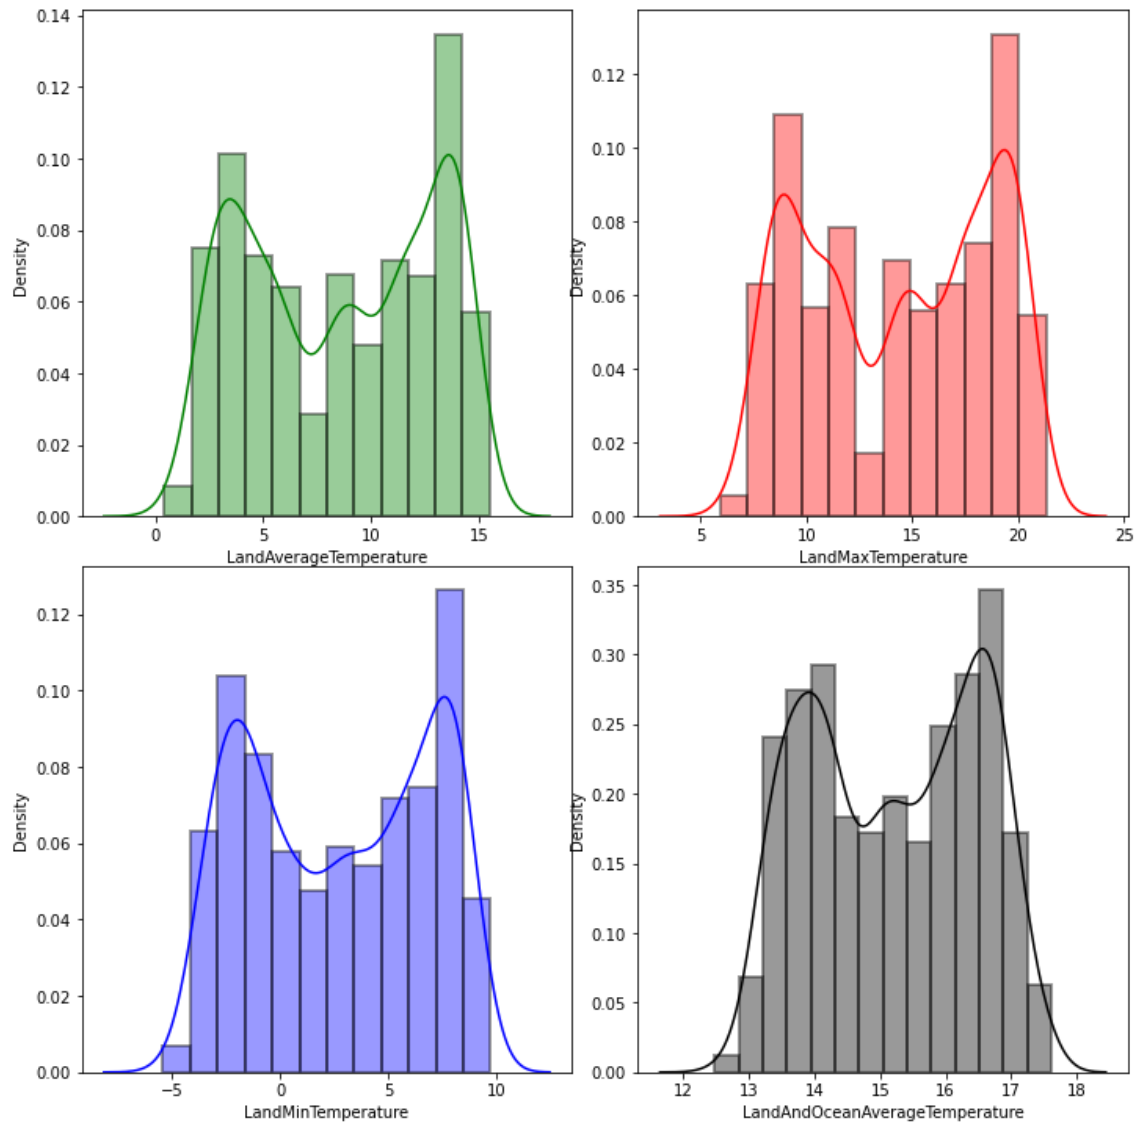 0.14
0.12
0.10
0.08
0.06
0.04
0.02
0.00
Density
0 5 10 15
LandAverageTemperature
0.12
0.10
0.08
0.06
0.04
0.02
0.00
Density
5 10 15 20 25
LandMaxTemperature
0.12
0.10
0.08
0.06
0.04
0.02
0.00
Density
−5 0 5 10
LandMinTemperature
0.35
0.30
0.25
0.20
0.15
0.10
0.05
0.00
Density
12 13 14 15 16 17 18
LandAndOceanAverageTemperature